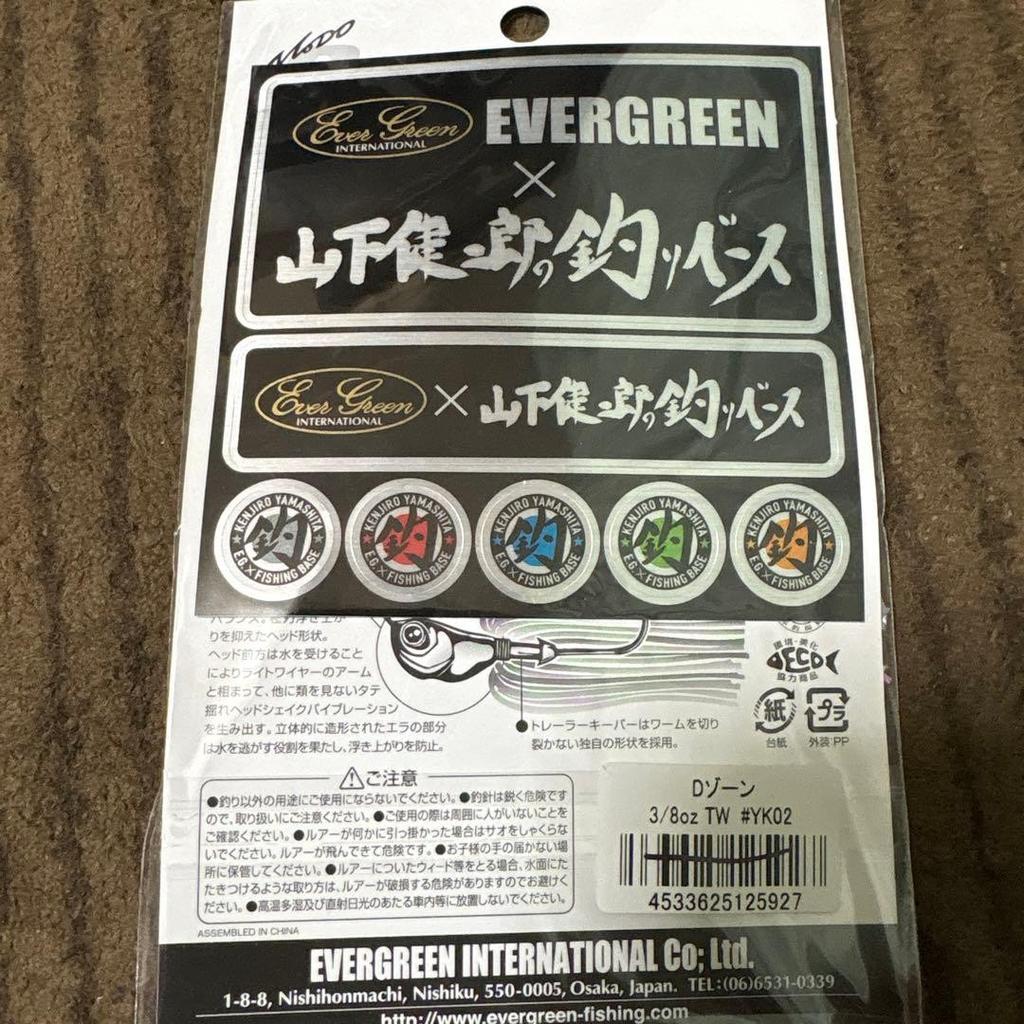 MoDO
Ever Green
INTERNATIONAL
EVERGREEN
×
山下健二郎の釣りベース
Ever Green
INTERNATIONAL
×
山下健二郎の釣りベース
KENJIRO YAMASHITA
釣
E.G×FISHING BASE
KENJIRO YAMASHITA
釣
E.G×FISHING BASE
KENJIRO YAMASHITA
釣
E.G×FISHING BASE
KENJIRO YAMASHITA
釣
E.G×FISHING BASE
KENJIRO YAMASHITA
釣
E.G×FISHING BASE
りを抑えたヘッド形状。
ヘッド前方は水を受けること
によりライトワイヤーのアーム
と相まって、他に類を見ないタテ
揺れヘッドシェイクバイブレーション
を生み出す。立体的に造形されたエラの部分
は水を逃がす役割を果たし、浮き上がりを防止。
●トレーラーキーパーはワームを切り
裂かない独自の形状を採用。
環境・美化
ECO
協力商品
紙
台紙
プラ
外装:PP
ご注意
●釣り以外の用途にご使用にならないでください。●釣針は鋭く危険です
ので、取り扱いにご注意ください。●ご使用の際は周囲に人がいないことを
ご確認ください。●ルアーが何かに引っ掛かった場合はサオをしゃくらな
いでください。ルアーが飛んできて危険です。●お子様の手の届かない場
所に保管してください。●ルアーについたウィード等をとる場合、水面にた
たきつけるような取り方は、ルアーが破損する危険がありますのでお避けく
ださい。●高温多湿及び直射日光のあたる車内等に放置しないでください。
Dゾーン
3/8oz TW #YK02
4533625125927
ASSEMBLED IN CHINA
EVERGREEN INTERNATIONAL Co; Ltd.
1-8-8, Nishihonmachi, Nishiku, 550-0005, Osaka, Japan. TEL:(06)6531-0339
http://www.evergreen-fishing.com